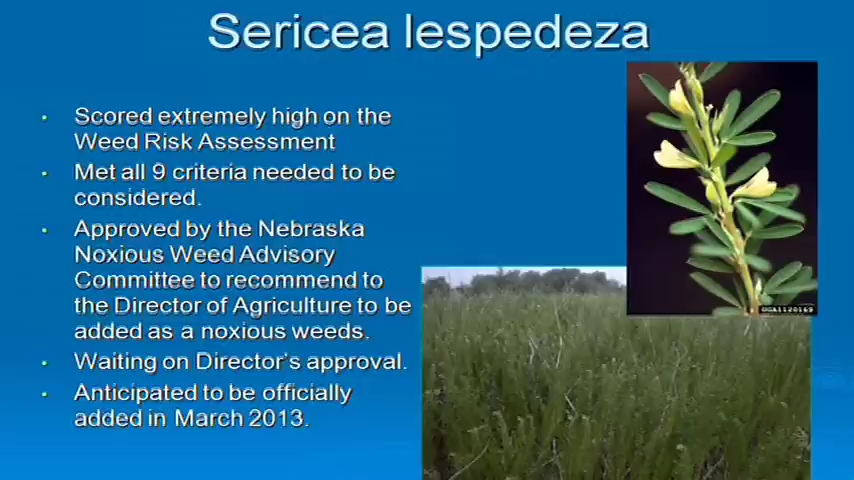 Sericea lespedeza
• Scored extremely high on the
Weed Risk Assessment
• Met all 9 criteria needed to be
considered.
• Approved by the Nebraska
Noxious Weed Advisory
Committee to recommend to
the Director of Agriculture to be
added as a noxious weeds.
• Waiting on Director's approval.
• Anticipated to be officially
added in March 2013.
UGA1120169